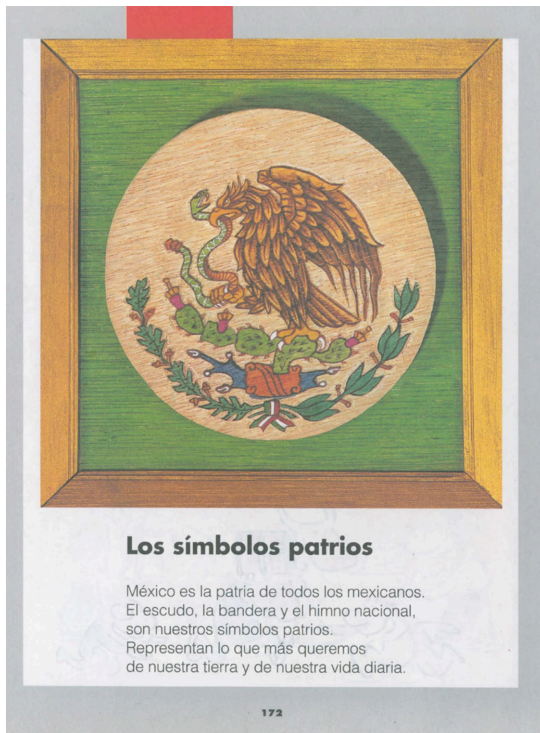 Los símbolos patrios
México es la patria de todos los mexicanos.
El escudo, la bandera y el himno nacional,
son nuestros símbolos patrios.
Representan lo que más queremos
de nuestra tierra y de nuestra vida diaria.
172